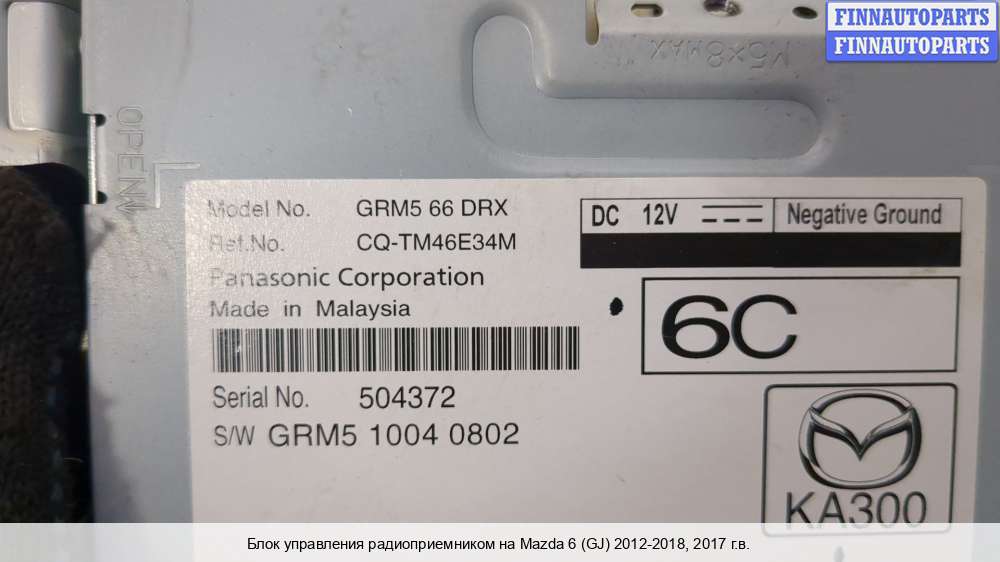 FINNAUTOPARTS
FINNAUTOPARTS
M5x8MAX
OPEN
Model No. GRM5 66 DRX
Ref.No. CQ-TM46E34M
Panasonic Corporation
Made in Malaysia
DC 12V Negative Ground
6C
Serial No. 504372
S/W GRM5 1004 0802
KA300
Блок управления радиоприемником на Mazda 6 (GJ) 2012-2018, 2017 г.в.